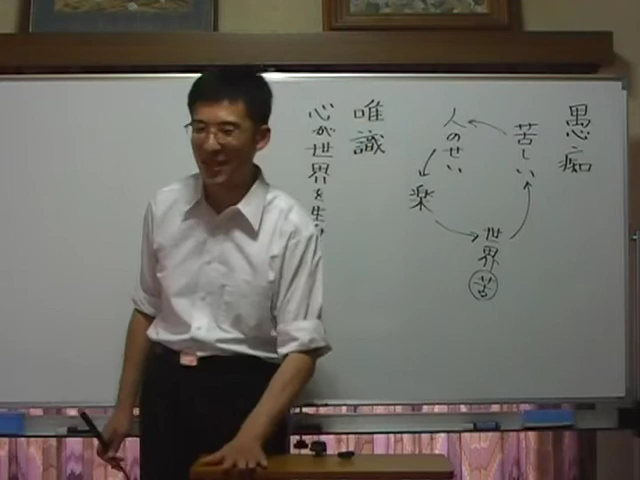 愚痴
苦しい
人のせい
楽
世界
苦
唯識
心が世界を生